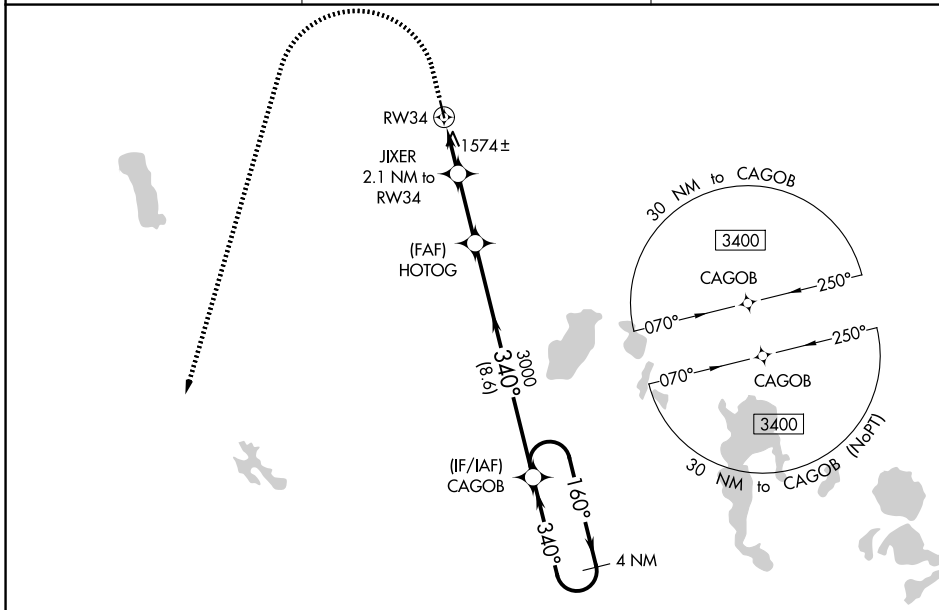 RW34
1574±
JIXER
2.1 NM to
RW34
(FAF)
HOTOG
3000
340°
(8.6)
(IF/IAF)
CAGOB
160°
340°
4 NM
30 NM to CAGOB
3400
CAGOB
250°
070°
250°
070°
CAGOB
3400
30 NM to CAGOB (NoPT)